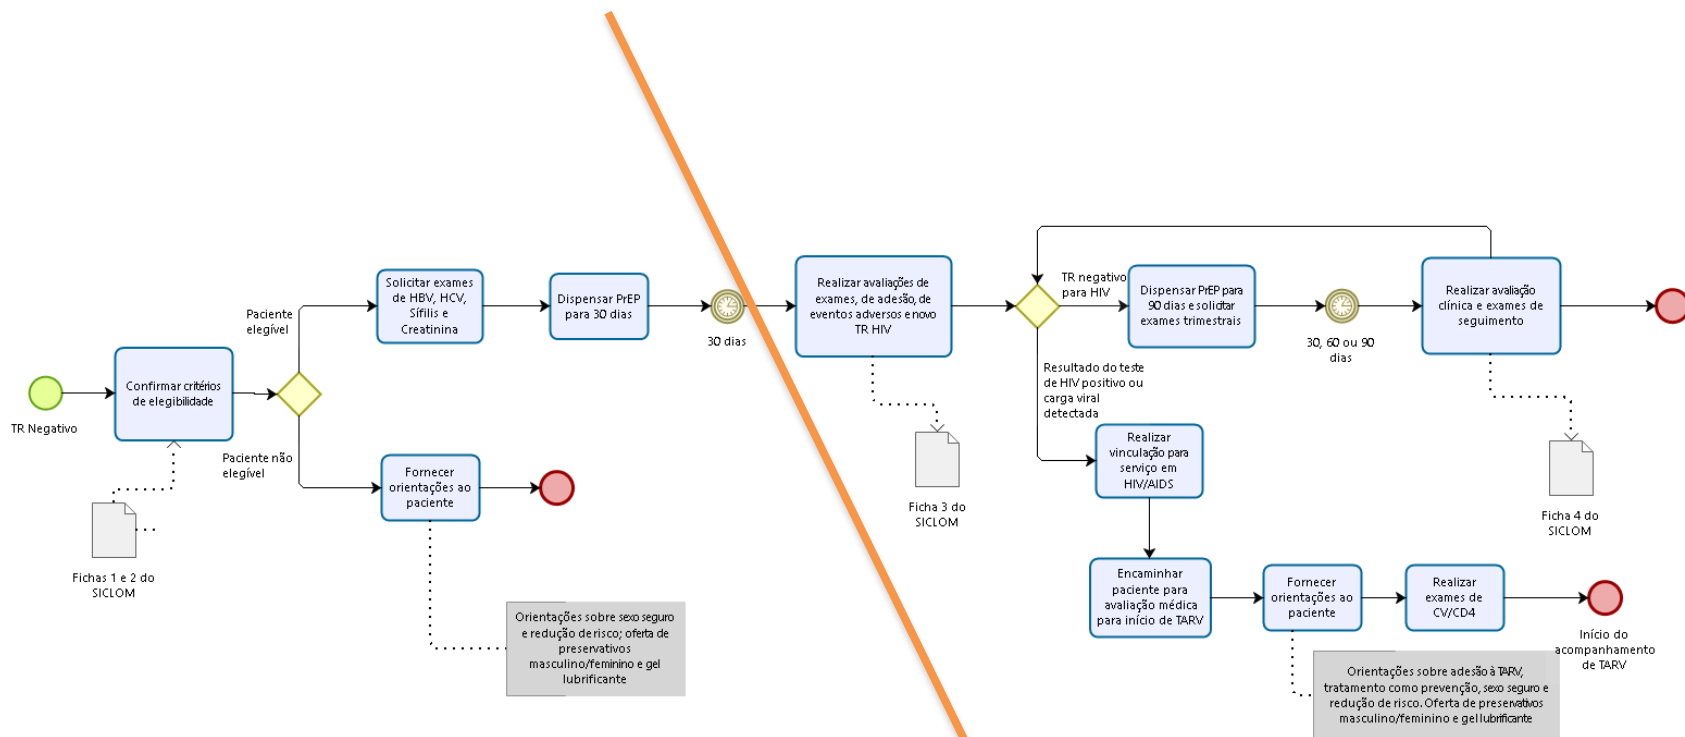 TR Negativo
Confirmar critérios
de elegibilidade
Fichas 1 e 2 do
SICLOM
Paciente
elegível
Paciente não
elegível
Solicitar exames
de HBV, HCV,
Sífilis e
Creatinina
Dispensar PrEP
para 30 dias
30 dias
Fornecer
orientações ao
paciente
Orientações sobre sexo seguro
e redução de risco; oferta de
preservativos
masculino/feminino e gel
lubrificante
Realizar avaliações de
exames, de adesão, de
eventos adversos e novo
TR HIV
Ficha 3 do
SICLOM
TR negativo
para HIV
Dispensar PrEP para
90 dias e solicitar
exames trimestrais
30, 60 ou 90
dias
Realizar avaliação
clínica e exames de
seguimento
Ficha 4 do
SICLOM
Resultado do teste
de HIV positivo ou
carga viral
detectada
Realizar
vinculação para
serviço em
HIV/AIDS
Encaminhar
paciente para
avaliação médica
para início de TARV
Fornecer
orientações ao
paciente
Realizar
exames de
CV/CD4
Início do
acompanhamento
de TARV
Orientações sobre adesão à TARV,
tratamento como prevenção, sexo seguro e
redução de risco. Oferta de preservativos
masculino/feminino e gel lubrificante